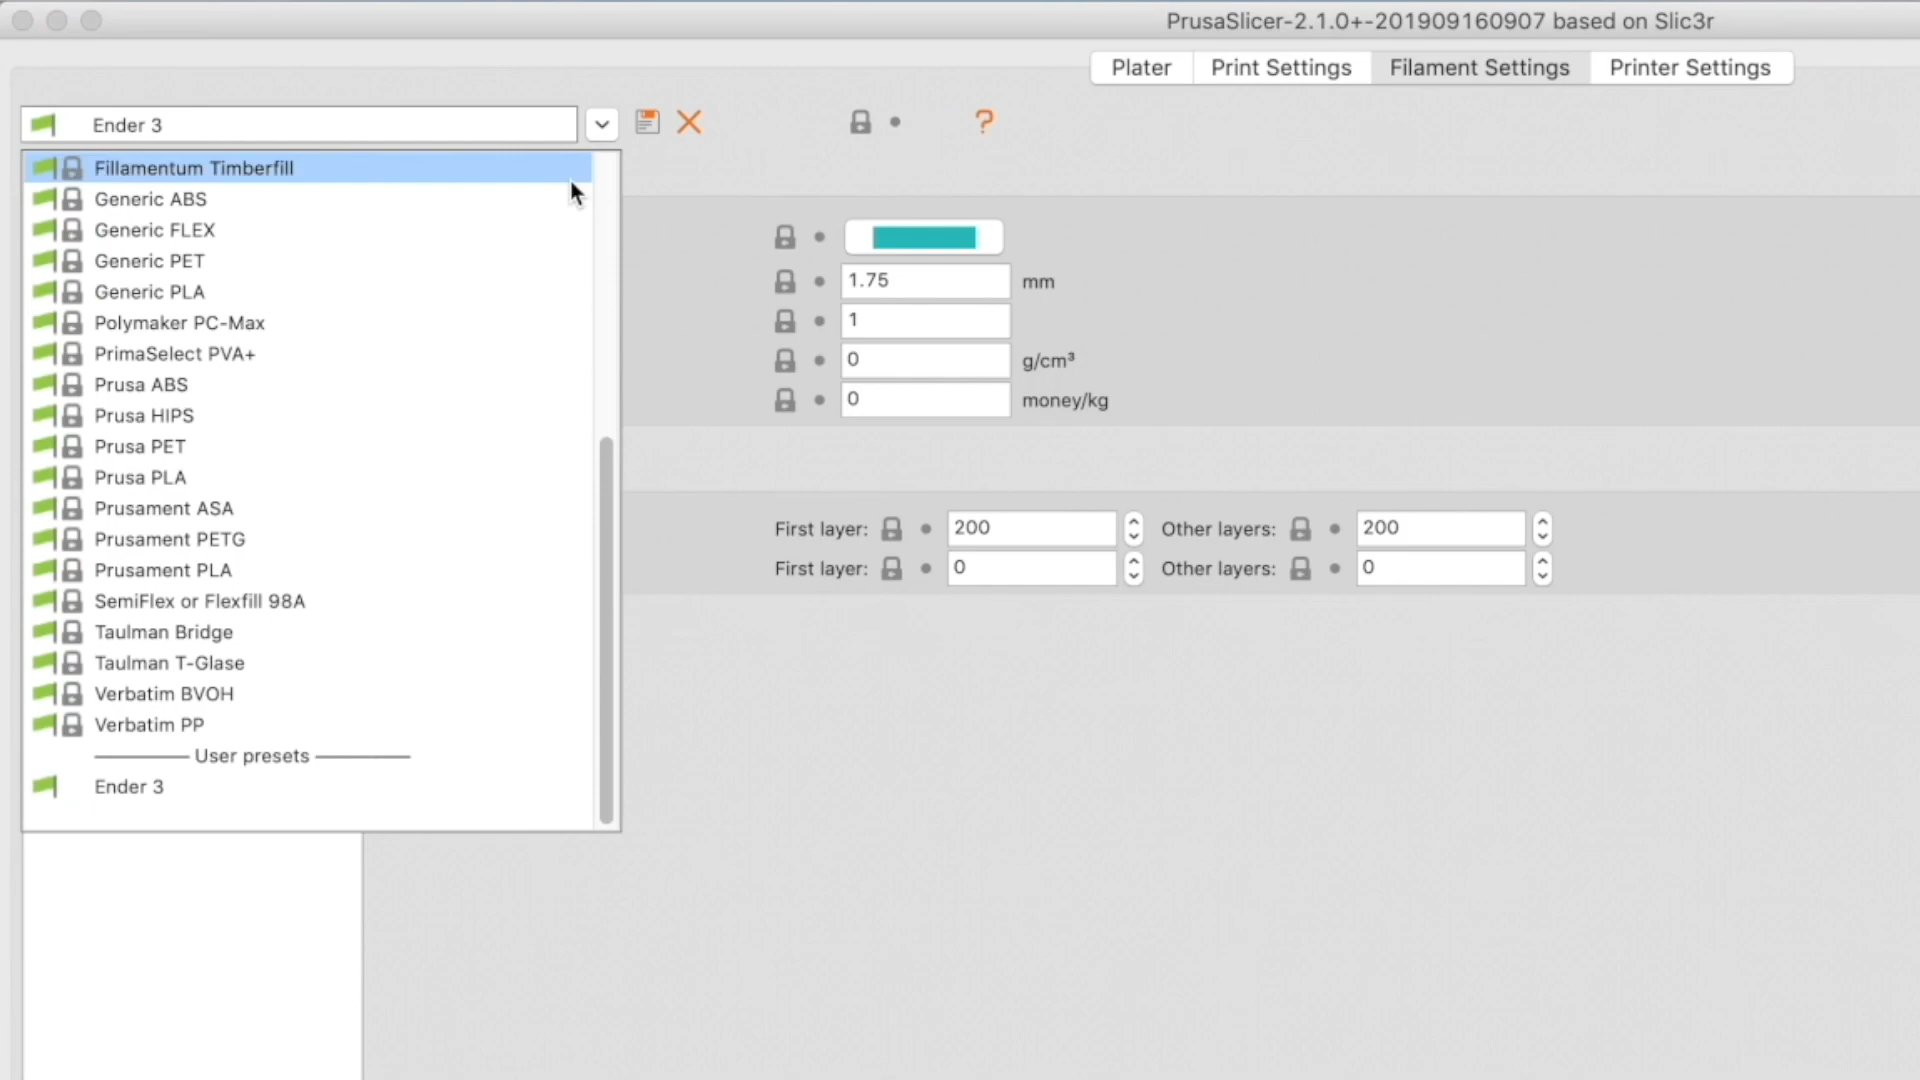 PrusaSlicer-2.1.0+-201909160907 based on Slic3r
Plater Print Settings Filament Settings Printer Settings
Ender 3
?
Fillamentum Timberfill
Generic ABS
Generic FLEX
Generic PET
Generic PLA
Polymaker PC-Max
PrimaSelect PVA+
Prusa ABS
Prusa HIPS
Prusa PET
Prusa PLA
Prusament ASA
Prusament PETG
Prusament PLA
SemiFlex or Flexfill 98A
Taulman Bridge
Taulman T-Glase
Verbatim BVOH
Verbatim PP
User presets
Ender 3
1.75 mm
1
0 g/cm³
0 money/kg
First layer: 200 Other layers: 200
First layer: 0 Other layers: 0